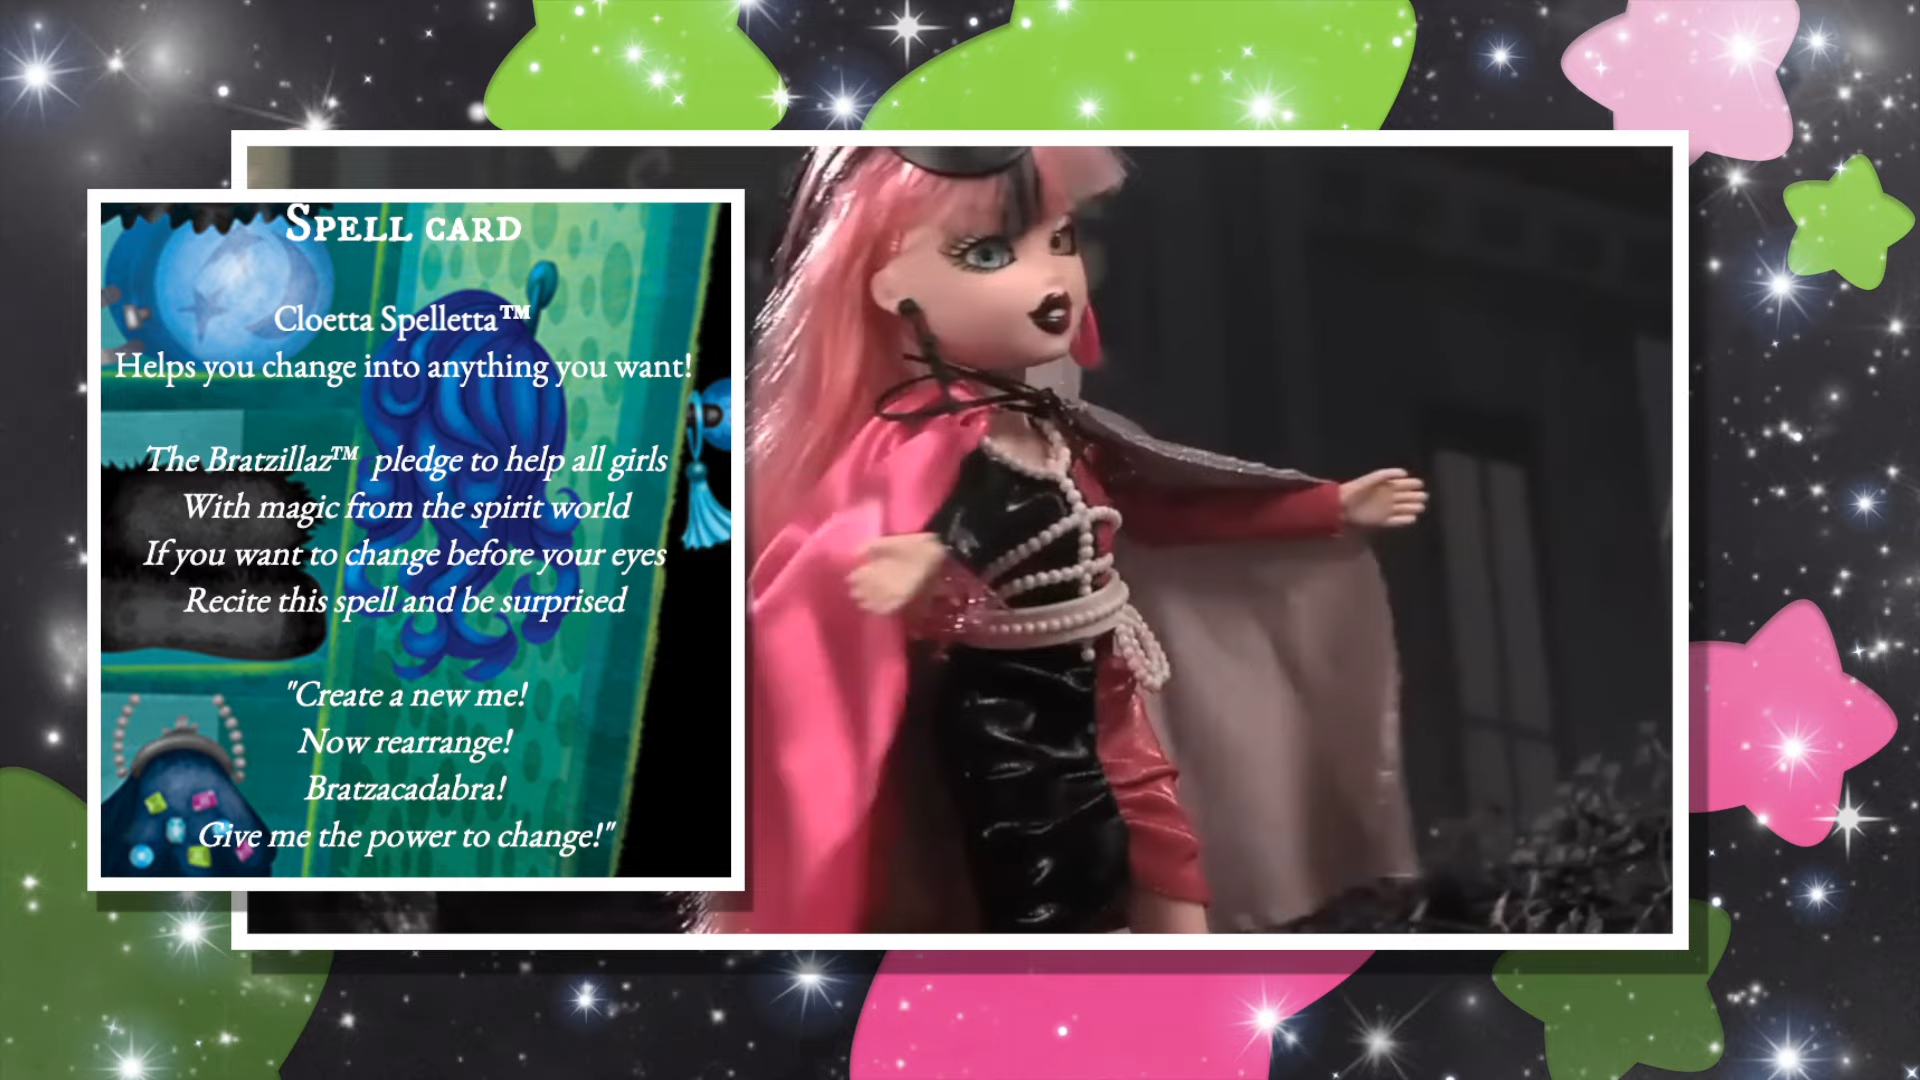 Spell card
Cloetta Spelletta™
Helps you change into anything you want!
The Bratzillaz™ pledge to help all girls
With magic from the spirit world
If you want to change before your eyes
Recite this spell and be surprised
"Create a new me!
Now rearrange!
Bratzacadabra!
Give me the power to change!"